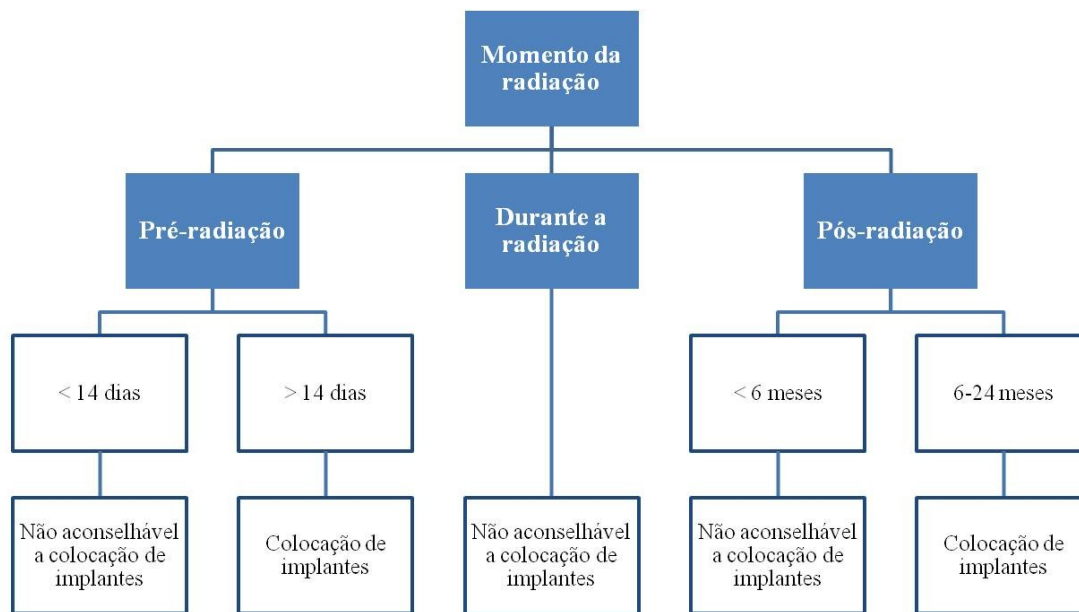 Momento da
radiação
Pré-radiação
Durante a
radiação
Pós-radiação
< 14 dias
> 14 dias
< 6 meses
6-24 meses
Não aconselhável
a colocação de
implantes
Colocação de
implantes
Não aconselhável
a colocação de
implantes
Não aconselhável
a colocação de
implantes
Colocação de
implantes